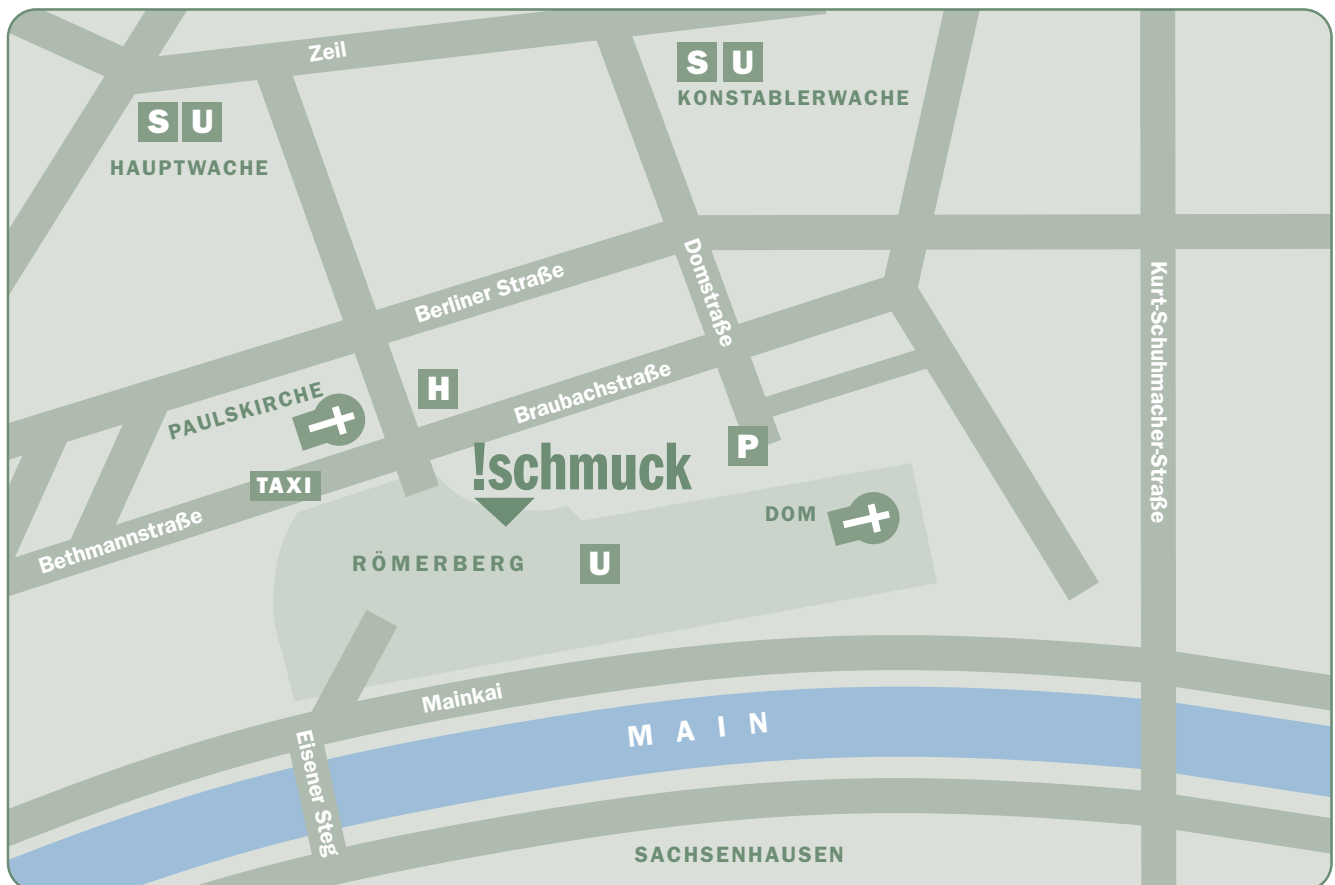 Zeil
S U
KONSTABLERWACHE
S U
HAUPTWACHE
Berliner Straße
Domstraße
Kurt-Schuhmacher-Straße
PAULSKIRCHE
H
Braubachstraße
!schmuck
P
TAXI
DOM
Bethmannstraße
RÖMERBERG
U
Mainkai
MAIN
Eisener Steg
SACHSENHAUSEN